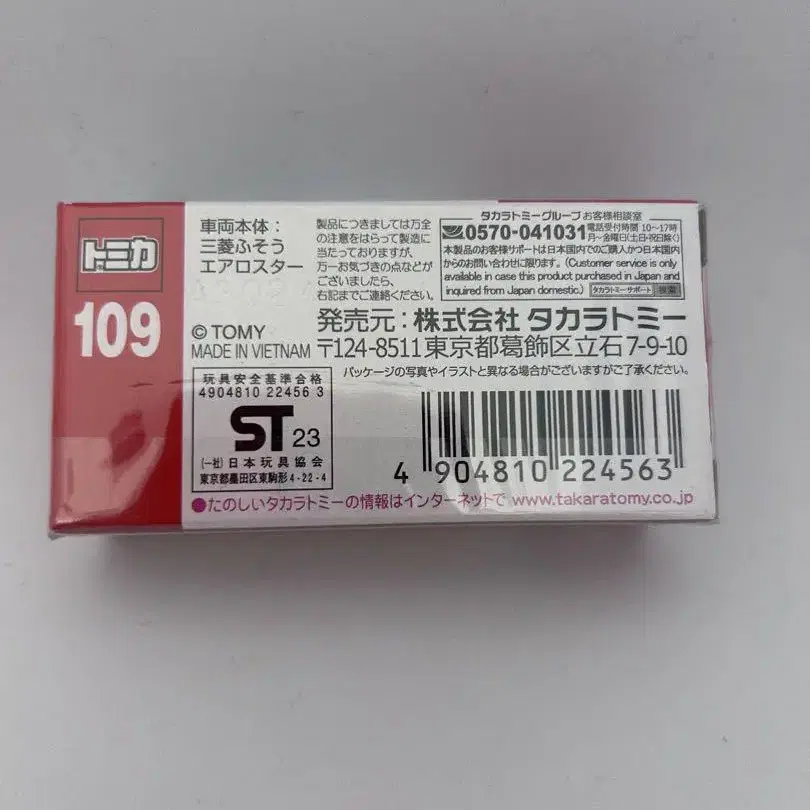 トミカ
109
車両本体：
三菱ふそう
エアロスター
製品につきましては万全
の注意をはらって製造に
当たっておりますが、
万一お気づきの点などが
ございましたら、
右記までご連絡ください。
タカラトミーグループ お客様相談室
0570-041031 電話受付時間 10～17時
月～金曜日(土日・祝日除く)
本製品のお客様サポートは日本国内でのご購入かつ日本国内
からのお問い合わせに限ります。(Customer service is only
available in case this product purchased in Japan and
inquired from Japan domestic.) タカラトミーサポート 検索
© TOMY
MADE IN VIETNAM
発売元：株式会社 タカラトミー
〒124-8511 東京都葛飾区立石7-9-10
パッケージの写真やイラストと異なる場合がございますがご了承ください。
玩具安全基準合格
4904810 22456 3
ST 23
(一社)日本玩具協会
東京都墨田区東駒形4-22-4
4 904810 224563
●たのしいタカラトミーの情報はインターネットで www.takaratomy.co.jp